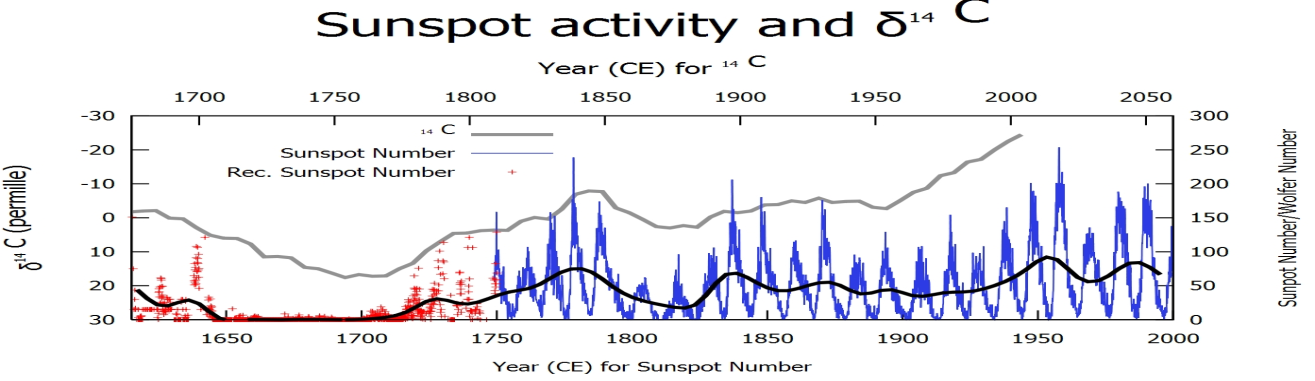 Sunspot activity and δ¹⁴ C
Year (CE) for ¹⁴ C
1700 1750 1800 1850 1900 1950 2000 2050
-30 300
¹⁴ C
-20 250
Sunspot Number
Rec. Sunspot Number
-10 200
0 150
10 100
20 50
30 0
δ¹⁴ C (permille)
Sunpot Number/Wolfer Number
1650 1700 1750 1800 1850 1900 1950 2000
Year (CE) for Sunspot Number